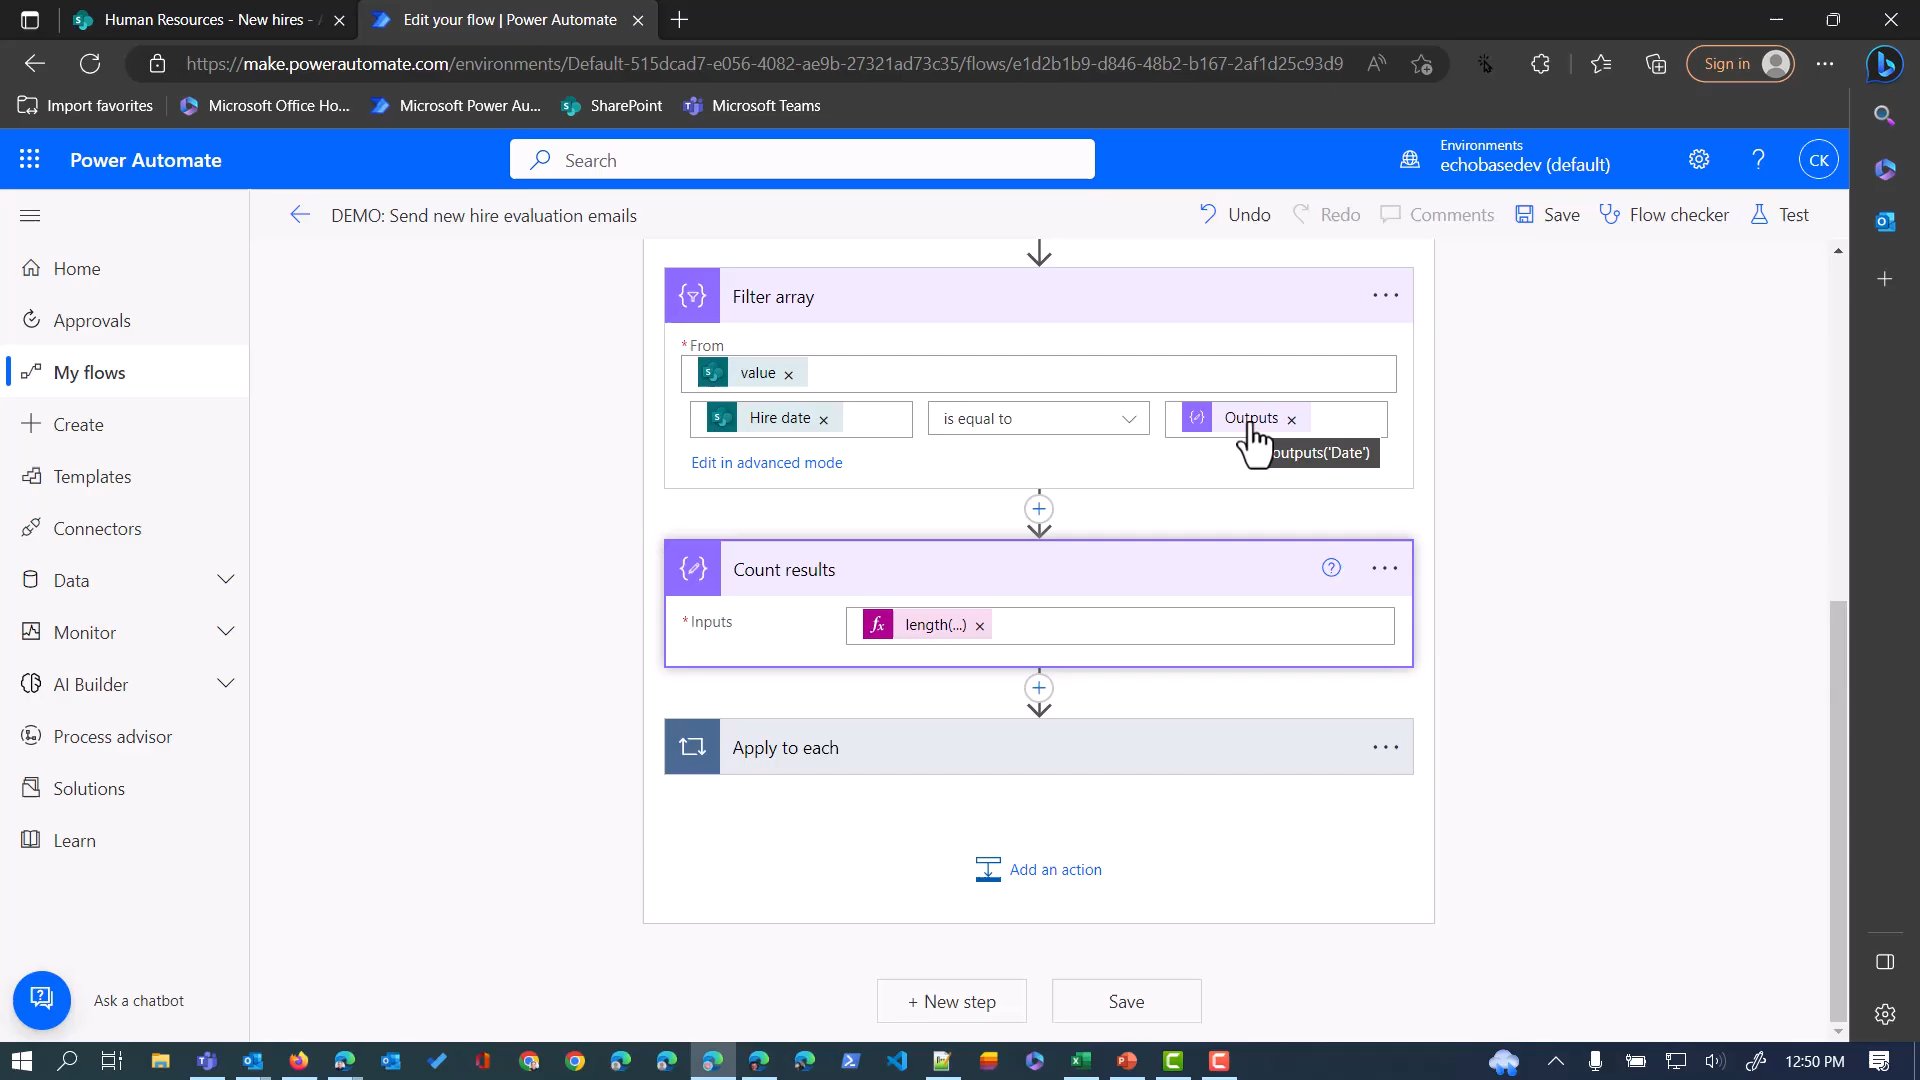 Human Resources - New hires - 
Edit your flow | Power Automate
https://make.powerautomate.com/environments/Default-515dcad7-e056-4082-ae9b-27321ad73c35/flows/e1d2b1b9-d846-48b2-b167-2af1d25c93d9
Sign in
Import favorites
Microsoft Office Ho...
Microsoft Power Au...
SharePoint
Microsoft Teams
Power Automate
Search
Environments
echobasedev (default)
CK
DEMO: Send new hire evaluation emails
Undo
Redo
Comments
Save
Flow checker
Test
Home
Approvals
My flows
Create
Templates
Connectors
Data
Monitor
AI Builder
Process advisor
Solutions
Learn
Ask a chatbot
Filter array
* From
value
Hire date
is equal to
Outputs
outputs('Date')
Edit in advanced mode
Count results
* Inputs
length(...)
Apply to each
Add an action
+ New step
Save
12:50 PM